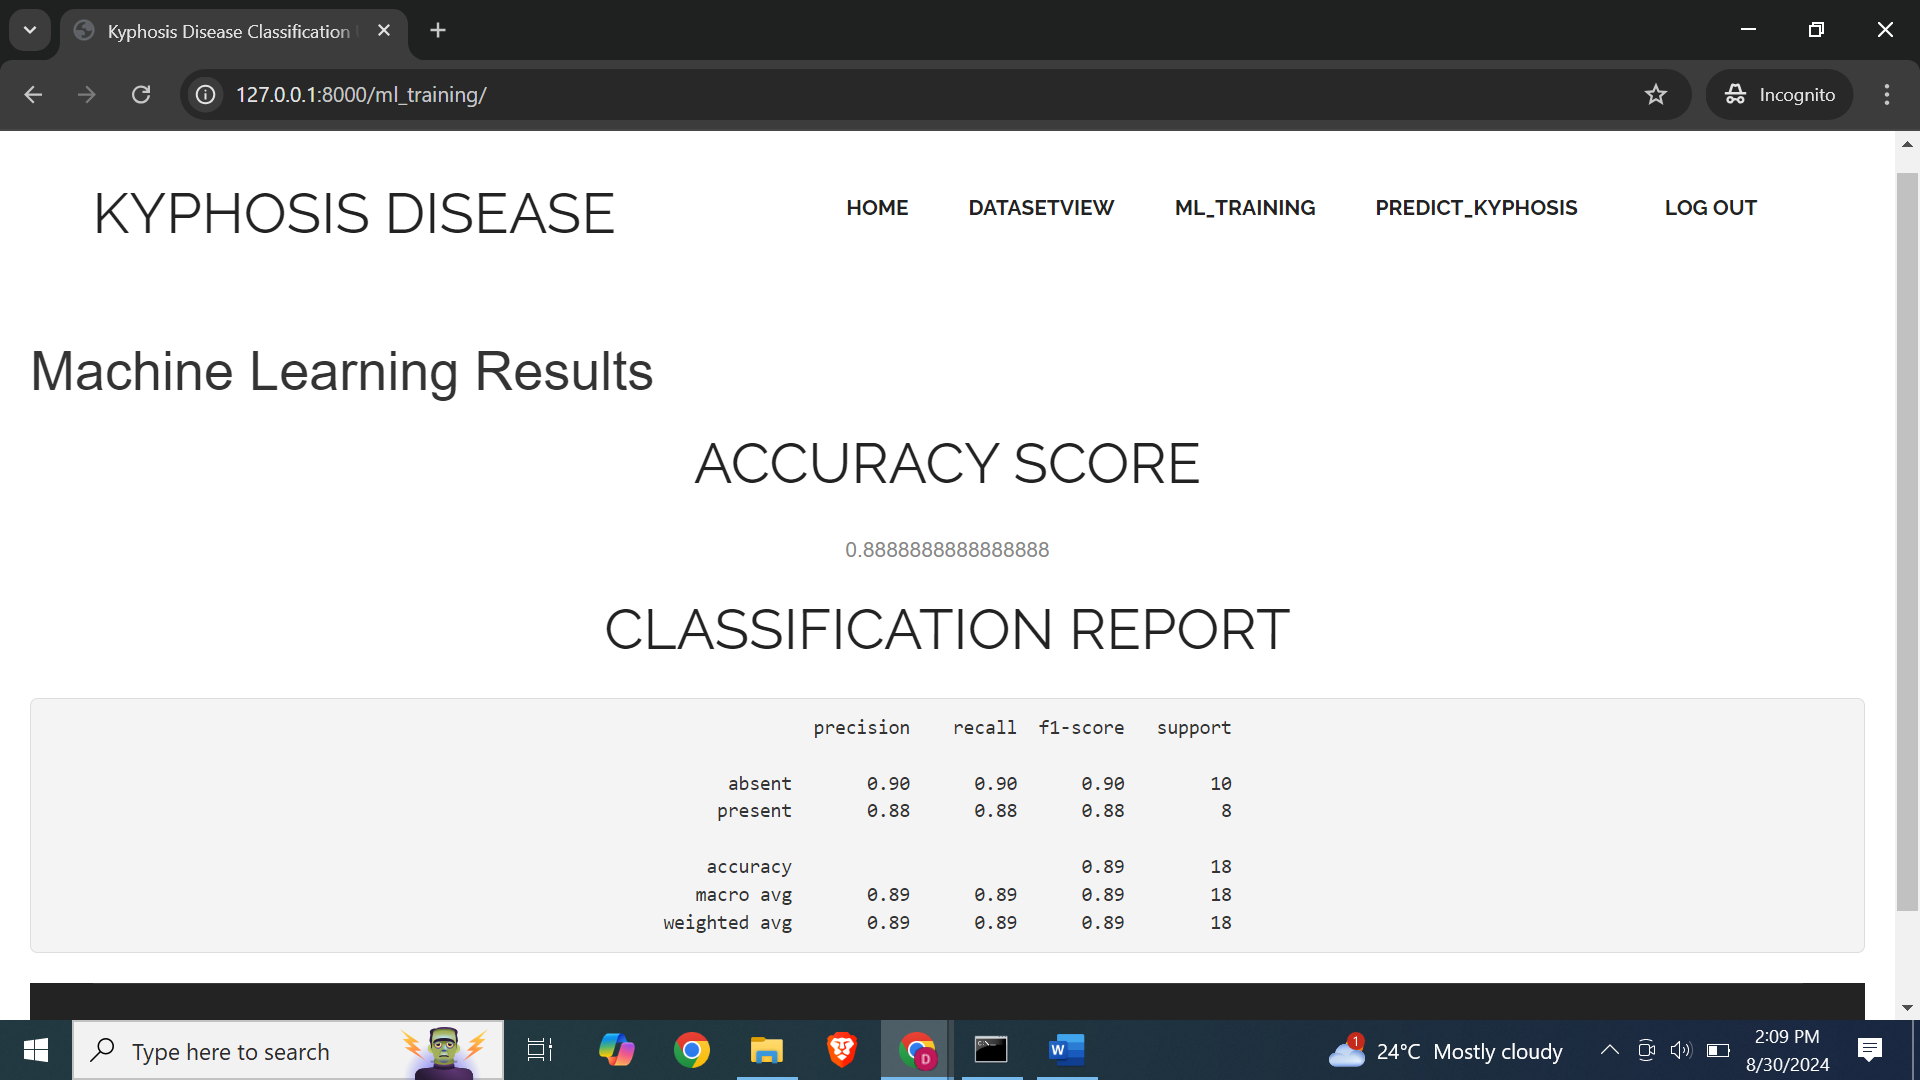 Kyphosis Disease Classification
127.0.0.1:8000/ml_training/
Incognito
KYPHOSIS DISEASE
HOME DATASETVIEW ML_TRAINING PREDICT_KYPHOSIS LOG OUT
Machine Learning Results
ACCURACY SCORE
0.8888888888888888
CLASSIFICATION REPORT
precision recall f1-score support
absent 0.90 0.90 0.90 10
present 0.88 0.88 0.88 8
accuracy 0.89 18
macro avg 0.89 0.89 0.89 18
weighted avg 0.89 0.89 0.89 18
Type here to search
D
C:\_
W
1
24°C Mostly cloudy
2:09 PM
8/30/2024